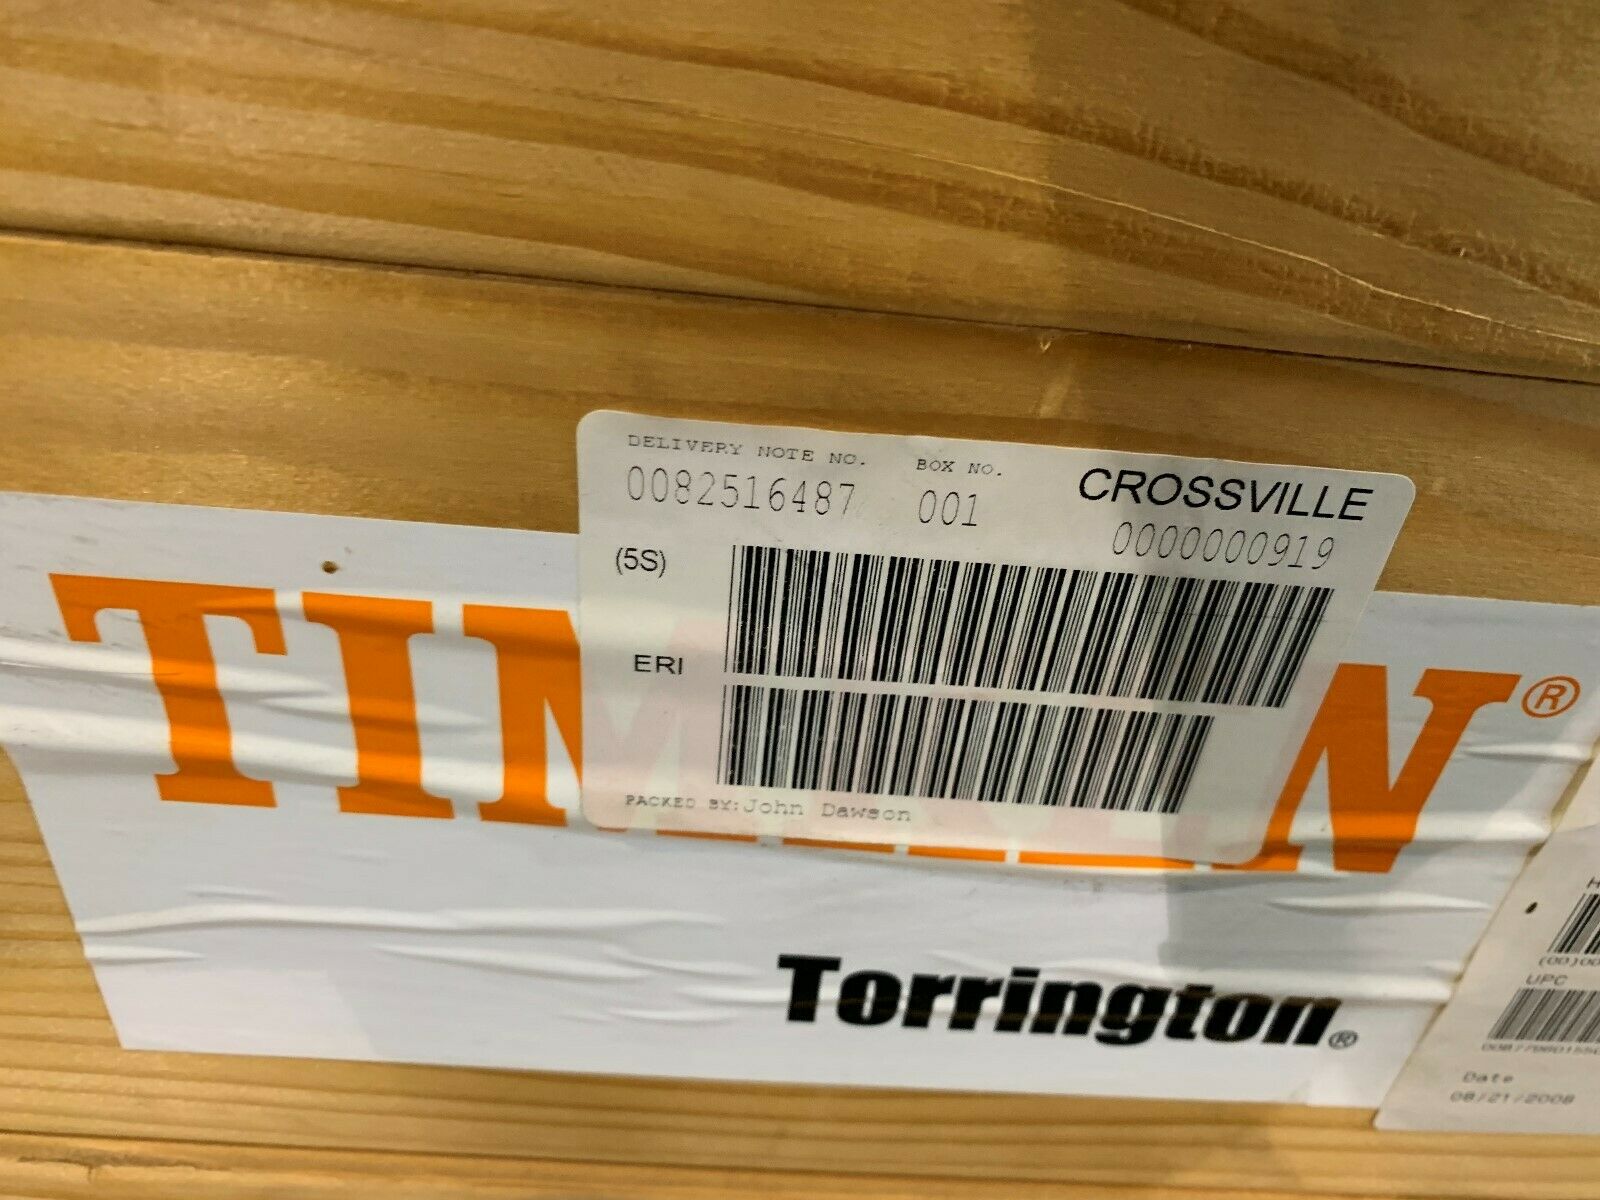 DELIVERY NOTE NO. BOX NO. CROSSVILLE
0082516487 001 0000000919
(5S)
ERI
PACKED BY:John Dawson
TIMKEN®
Torrington®
UPC
Date
08/21/2008